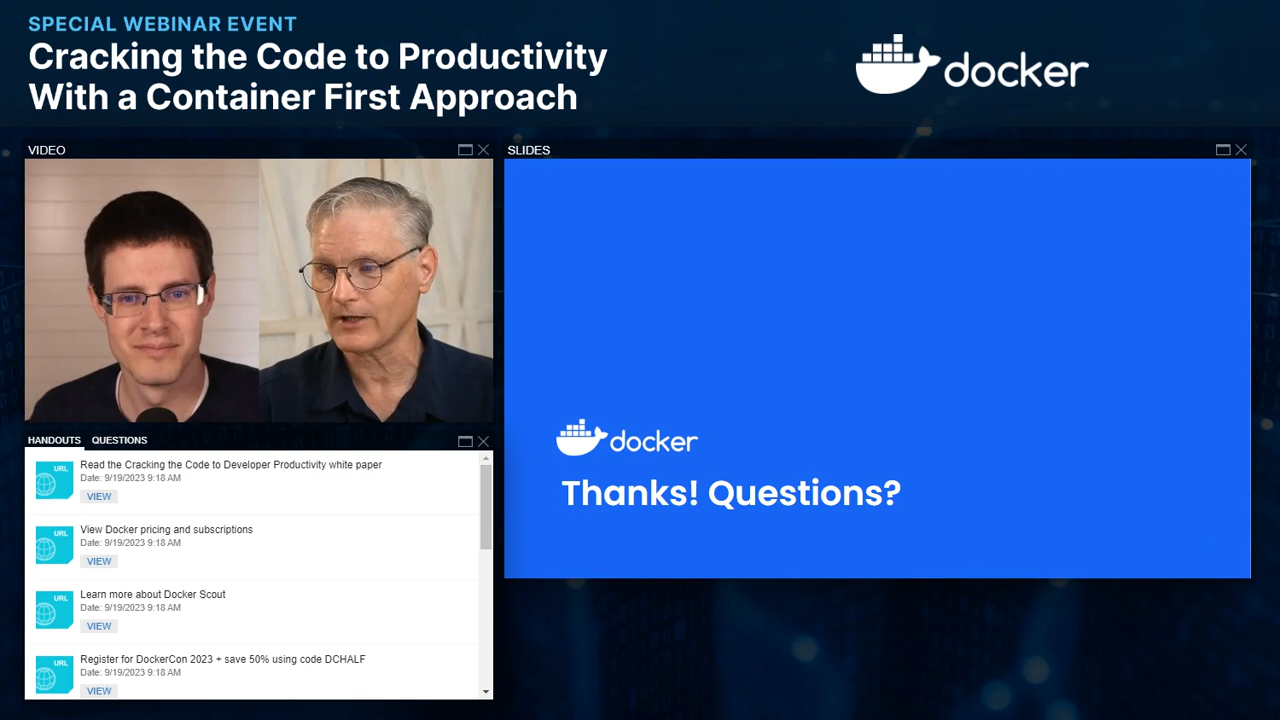 SPECIAL WEBINAR EVENT
Cracking the Code to Productivity
With a Container First Approach
docker
VIDEO
SLIDES
docker
Thanks! Questions?
HANDOUTS QUESTIONS
URL
Read the Cracking the Code to Developer Productivity white paper
Date: 9/19/2023 9:18 AM
VIEW
URL
View Docker pricing and subscriptions
Date: 9/19/2023 9:18 AM
VIEW
URL
Learn more about Docker Scout
Date: 9/19/2023 9:18 AM
VIEW
URL
Register for DockerCon 2023 + save 50% using code DCHALF
Date: 9/19/2023 9:18 AM
VIEW